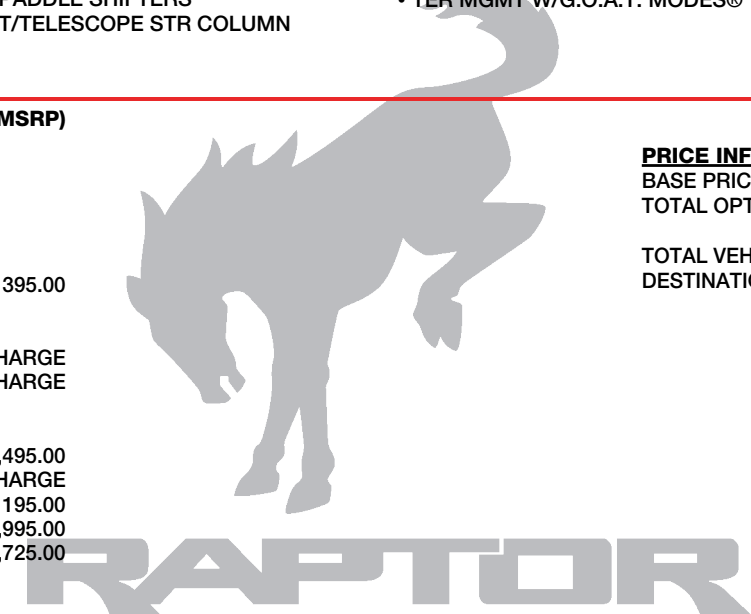 PADDLE SHIFTERS
T/TELESCOPE STR COLUMN
• TER MGMT W/G.O.A.T. MODES®
MSRP)
395.00
HARGE
HARGE
,495.00
HARGE
195.00
,995.00
,725.00
PRICE INF
BASE PRIC
TOTAL OPT
TOTAL VEH
DESTINATI
RAPTOR